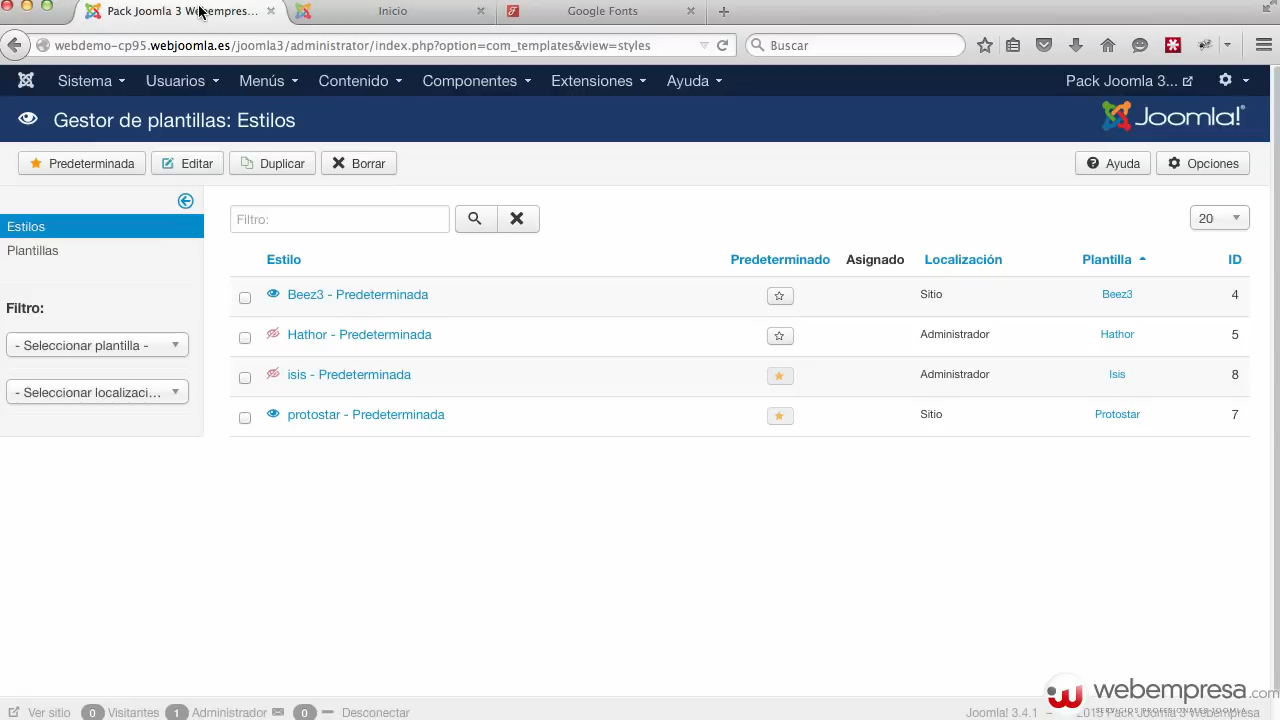 Pack Joomla 3 Webempres...
Inicio
Google Fonts
webdemo-cp95.webjoomla.es/joomla3/administrator/index.php?option=com_templates&view=styles
Buscar
Sistema Usuarios Menús Contenido Componentes Extensiones Ayuda Pack Joomla 3...
Gestor de plantillas: Estilos
Joomla!
Predeterminada Editar Duplicar Borrar Ayuda Opciones
Estilos
Plantillas
Filtro:
- Seleccionar plantilla -
- Seleccionar localizaci...
Filtro:
20
Estilo Predeterminado Asignado Localización Plantilla ID
Beez3 - Predeterminada Sitio Beez3 4
Hathor - Predeterminada Administrador Hathor 5
isis - Predeterminada Administrador Isis 8
protostar - Predeterminada Sitio Protostar 7
webempresa.com
Ver sitio 0 Visitantes 1 Administrador 0 Desconectar
Joomla! 3.4.1 — Pack Joomla 3 Webempresa